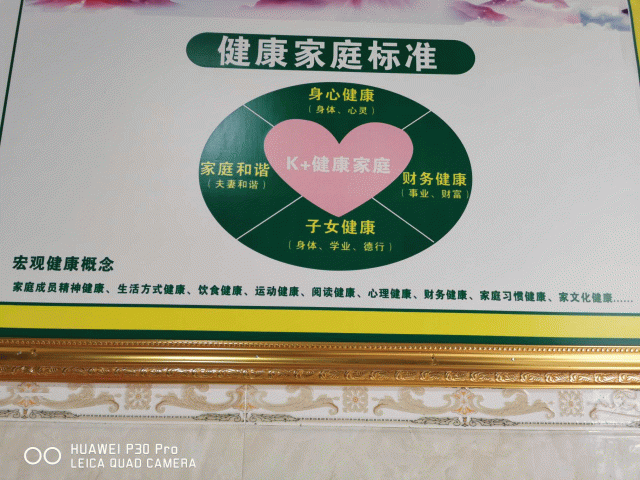 健康家庭标准
身心健康
(身体、心灵)
K+健康家庭
家庭和谐
(夫妻和谐)
财务健康
(事业、财富)
子女健康
(身体、学业、德行)
宏观健康概念
家庭成员精神健康、生活方式健康、饮食健康、运动健康、阅读健康、心理健康、财务健康、家庭习惯健康、家文化健康......
HUAWEI P30 Pro
LEICA QUAD CAMERA